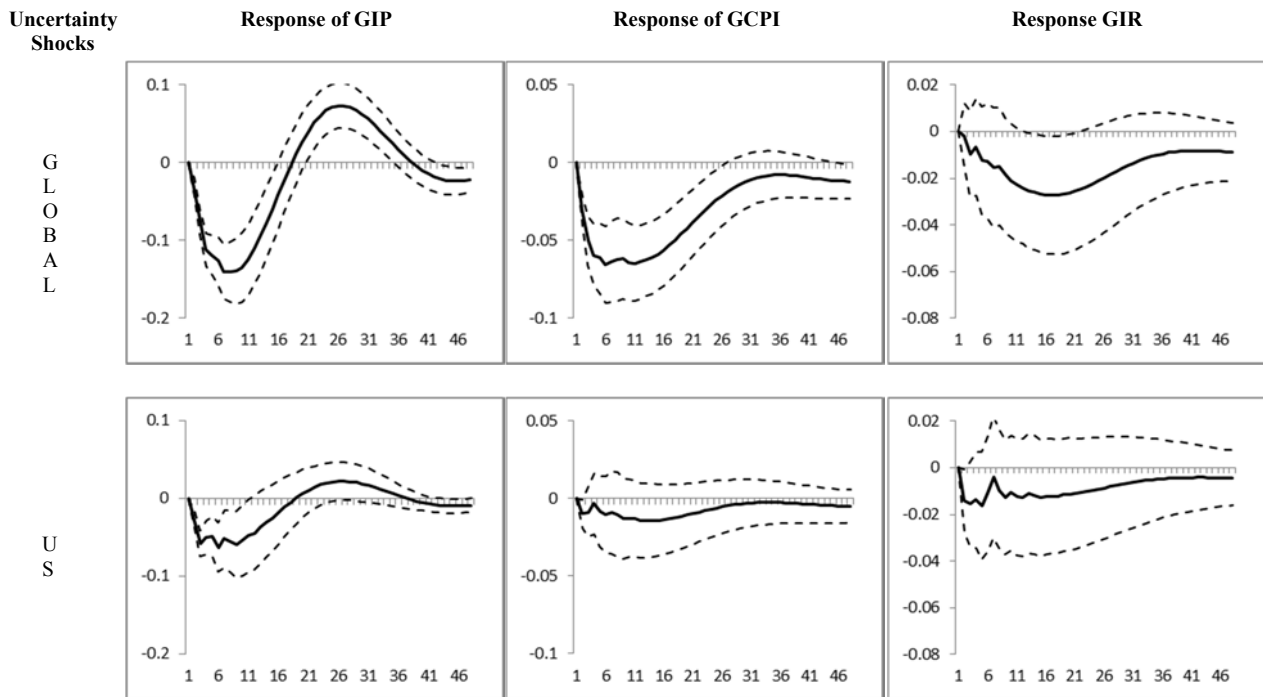 Uncertainty Shocks
Response of GIP
Response of GCPI
Response GIR
G
L
O
B
A
L
0.1
0
-0.1
-0.2
1 6 11 16 21 26 31 36 41 46
0.05
0
-0.05
-0.1
1 6 11 16 21 26 31 36 41 46
0.02
0
-0.02
-0.04
-0.06
-0.08
1 6 11 16 21 26 31 36 41 46
U
S
0.1
0
-0.1
-0.2
1 6 11 16 21 26 31 36 41 46
0.05
0
-0.05
-0.1
1 6 11 16 21 26 31 36 41 46
0.02
0
-0.02
-0.04
-0.06
-0.08
1 6 11 16 21 26 31 36 41 46